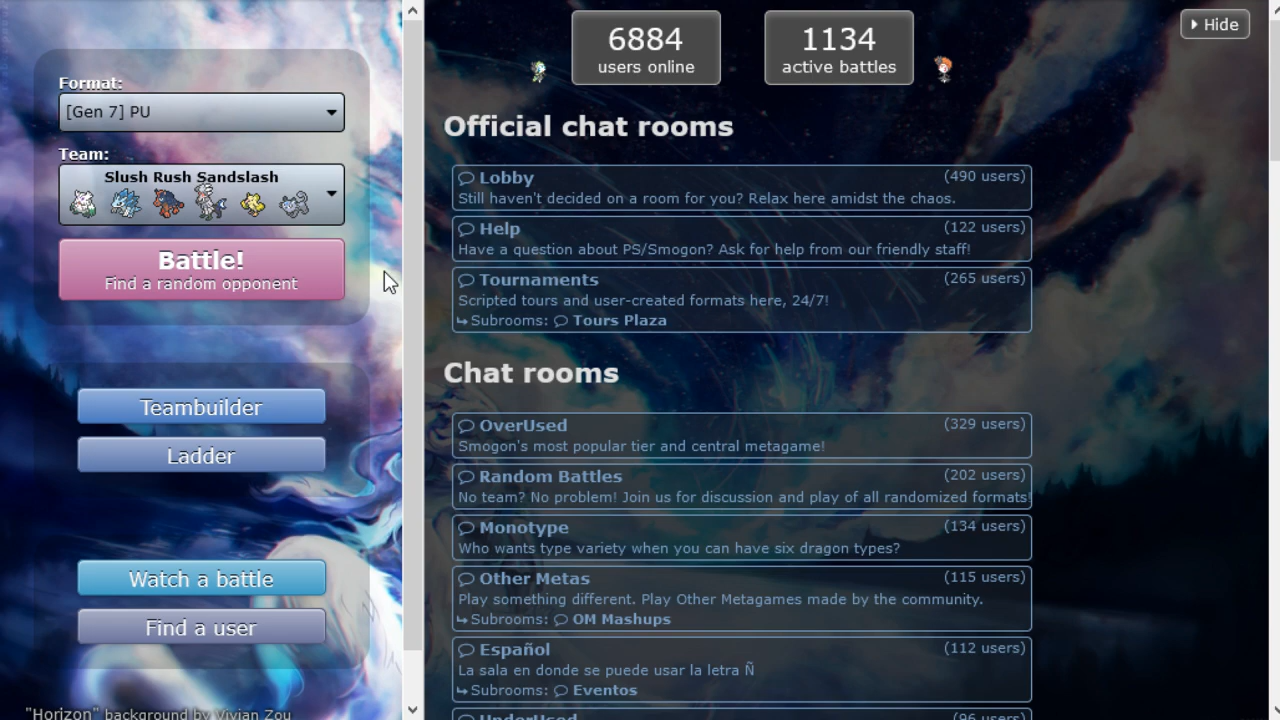 Format:
[Gen 7] PU
Team:
Slush Rush Sandslash
Battle!
Find a random opponent
Teambuilder
Ladder
Watch a battle
Find a user
"Horizon" background by Vivian Zou
6884
users online
1134
active battles
Hide
Official chat rooms
Lobby (490 users)
Still haven't decided on a room for you? Relax here amidst the chaos.
Help (122 users)
Have a question about PS/Smogon? Ask for help from our friendly staff!
Tournaments (265 users)
Scripted tours and user-created formats here, 24/7!
Subrooms: Tours Plaza
Chat rooms
OverUsed (329 users)
Smogon's most popular tier and central metagame!
Random Battles (202 users)
No team? No problem! Join us for discussion and play of all randomized formats!
Monotype (134 users)
Who wants type variety when you can have six dragon types?
Other Metas (115 users)
Play something different. Play Other Metagames made by the community.
Subrooms: OM Mashups
Español (112 users)
La sala en donde se puede usar la letra Ñ
Subrooms: Eventos
UnderUsed (96 users)